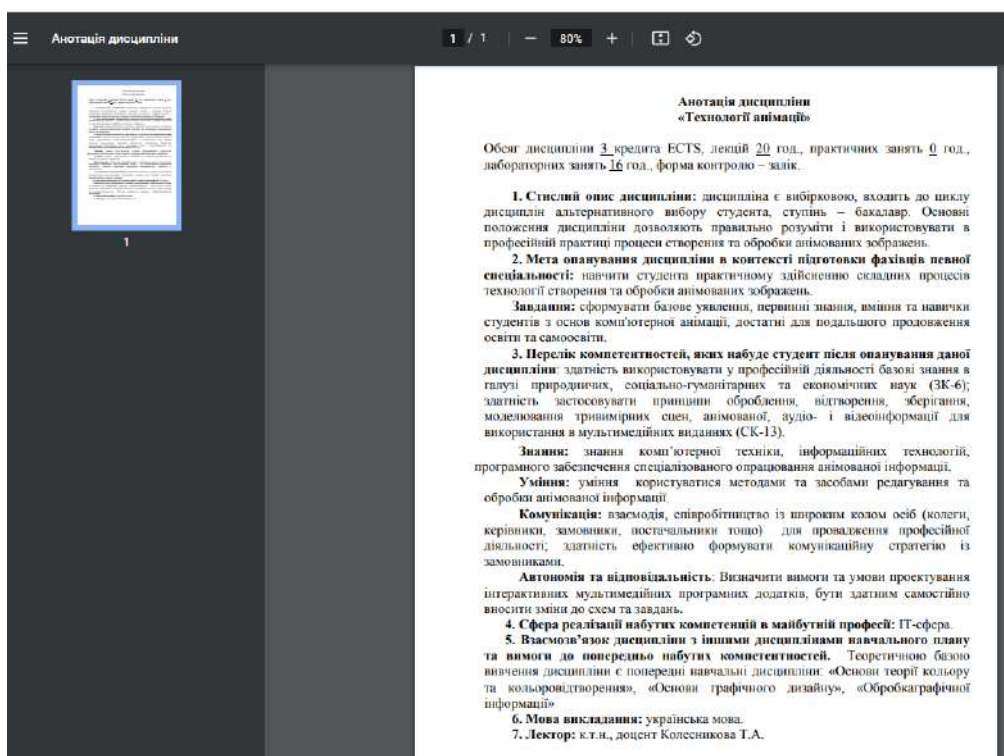 Анотація дисципліни
1 / 1
80%
1
Анотація дисципліни
«Технології анімації»
Обсяг дисципліни 3 кредита ECTS, лекцій 20 год., практичних занять 0 год.,
лабораторних занять 16 год., форма контролю – залік.
1. Стислий опис дисципліни: дисципліна є вибірковою, входить до циклу
дисциплін альтернативного вибору студента, ступінь – бакалавр. Основні
положення дисципліни дозволяють правильно розуміти і використовувати в
професійній практиці процеси створення та обробки анімованих зображень.
2. Мета опанування дисципліни в контексті підготовки фахівців певної
спеціальності: навчити студента практичному здійсненню складних процесів
технології створення та обробки анімованих зображень.
Завдання: сформувати базове уявлення, первинні знання, вміння та навички
студентів з основ комп'ютерної анімації, достатні для подальшого продовження
освіти та самоосвіти.
3. Перелік компетентностей, яких набуде студент після опанування даної
дисципліни: здатність використовувати у професійній діяльності базові знання в
галузі природничих, соціально-гуманітарних та економічних наук (ЗК-6);
здатність застосовувати принципи оброблення, відтворення, зберігання,
моделювання тривимірних сцен, анімованої, аудіо- і відеоінформації для
використання в мультимедійних виданнях (СК-13).
Знання: знання комп'ютерної техніки, інформаційних технологій,
програмного забезпечення спеціалізованого опрацювання анімованої інформації.
Уміння: уміння користуватися методами та засобами редагування та
обробки анімованої інформації.
Комунікація: взаємодія, співробітництво із широким колом осіб (колеги,
керівники, замовники, постачальники тощо) для провадження професійної
діяльності; здатність ефективно формувати комунікаційну стратегію із
замовниками.
Автономія та відповідальність: Визначити вимоги та умови проектування
інтерактивних мультимедійних програмних додатків, бути здатним самостійно
вносити зміни до схем та завдань.
4. Сфера реалізації набутих компетенцій в майбутній професії: ІТ-сфера.
5. Взаємозв'язок дисципліни з іншими дисциплінами навчального плану
та вимоги до попередньо набутих компетентностей. Теоретичною базою
вивчення дисципліни є попередні навчальні дисципліни: «Основи теорії кольору
та кольоровідтворення», «Основи графічного дизайну», «Обробкаграфічної
інформації»
6. Мова викладання: українська мова.
7. Лектор: к.т.н., доцент Колесникова Т.А.